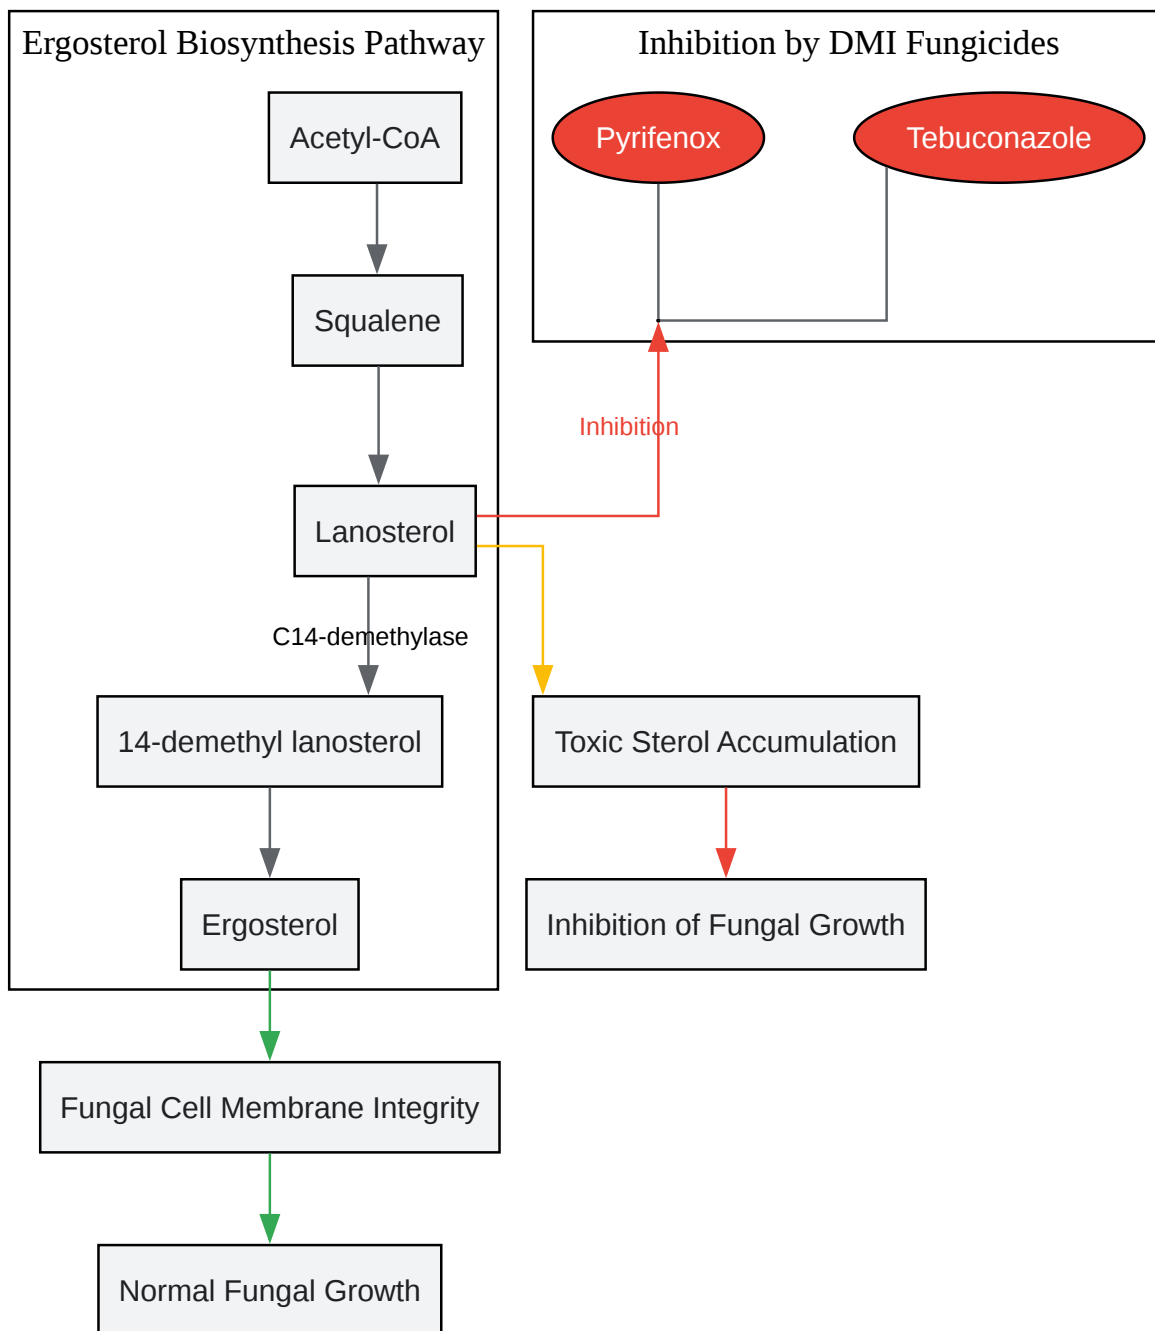 Ergosterol Biosynthesis Pathway
Acetyl-CoA
Squalene
Lanosterol
C14-demethylase
14-demethyl lanosterol
Ergosterol
Fungal Cell Membrane Integrity
Normal Fungal Growth
Inhibition by DMI Fungicides
Pyrifenox
Tebuconazole
Inhibition
Toxic Sterol Accumulation
Inhibition of Fungal Growth